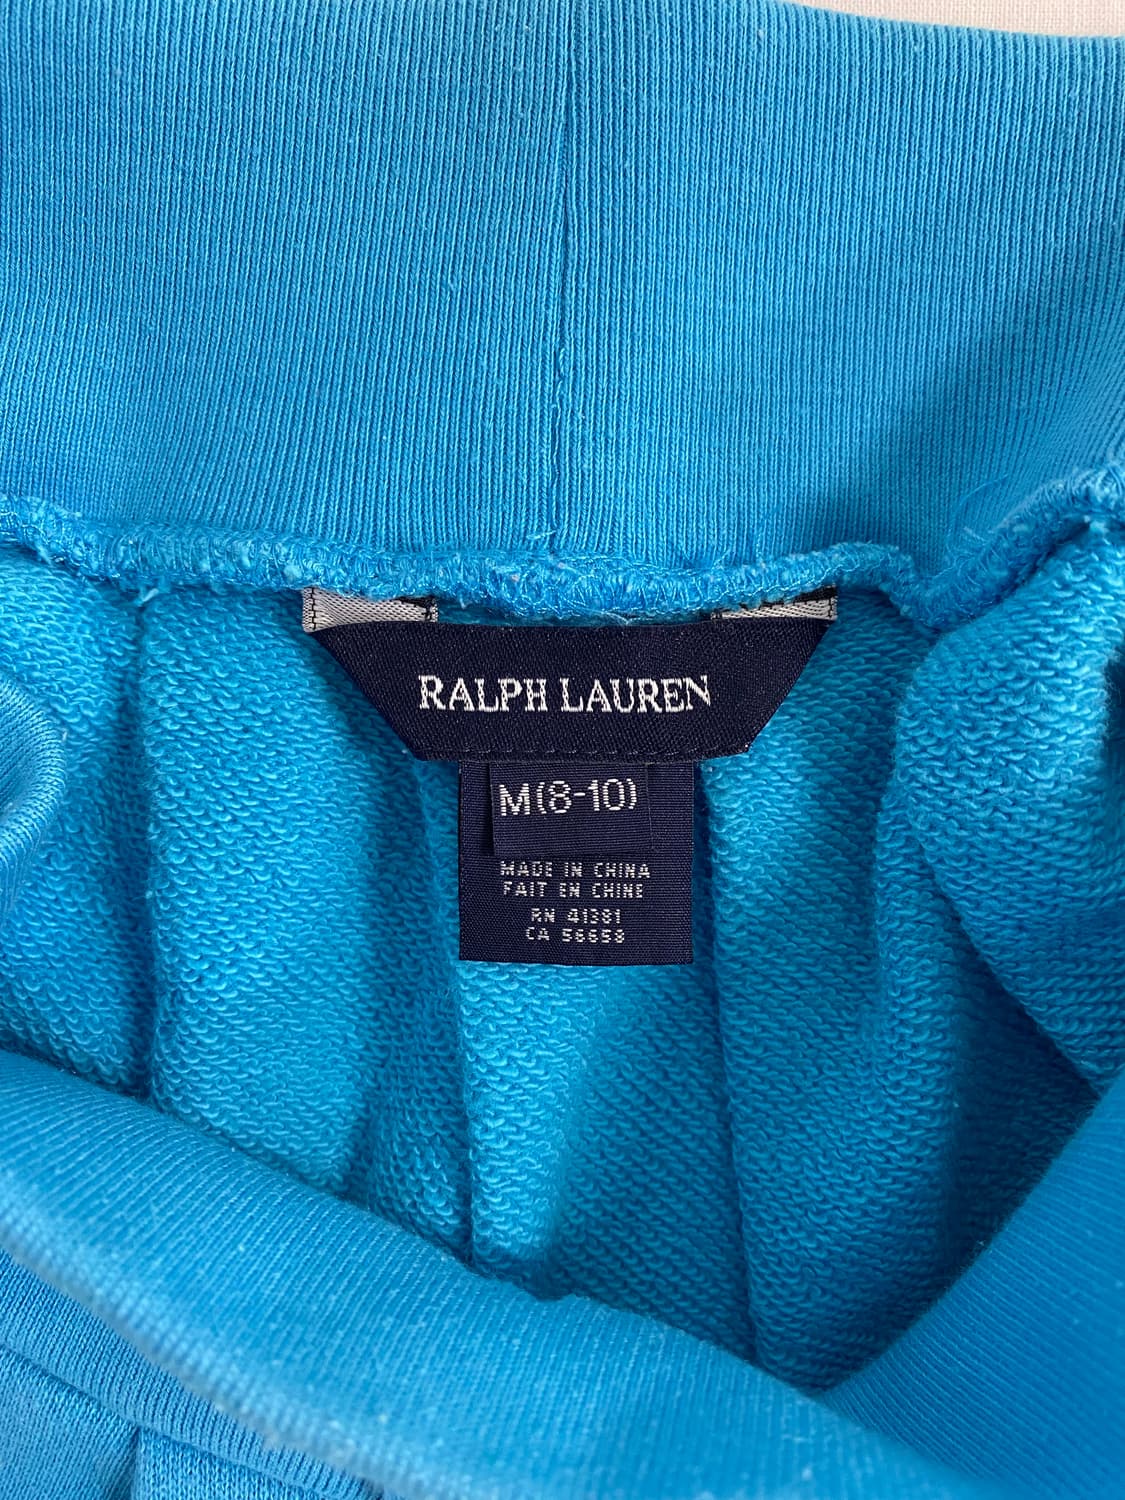 RALPH LAUREN
M(8-10)
MADE IN CHINA
FAIT EN CHINE
RN 41381
CA 56658